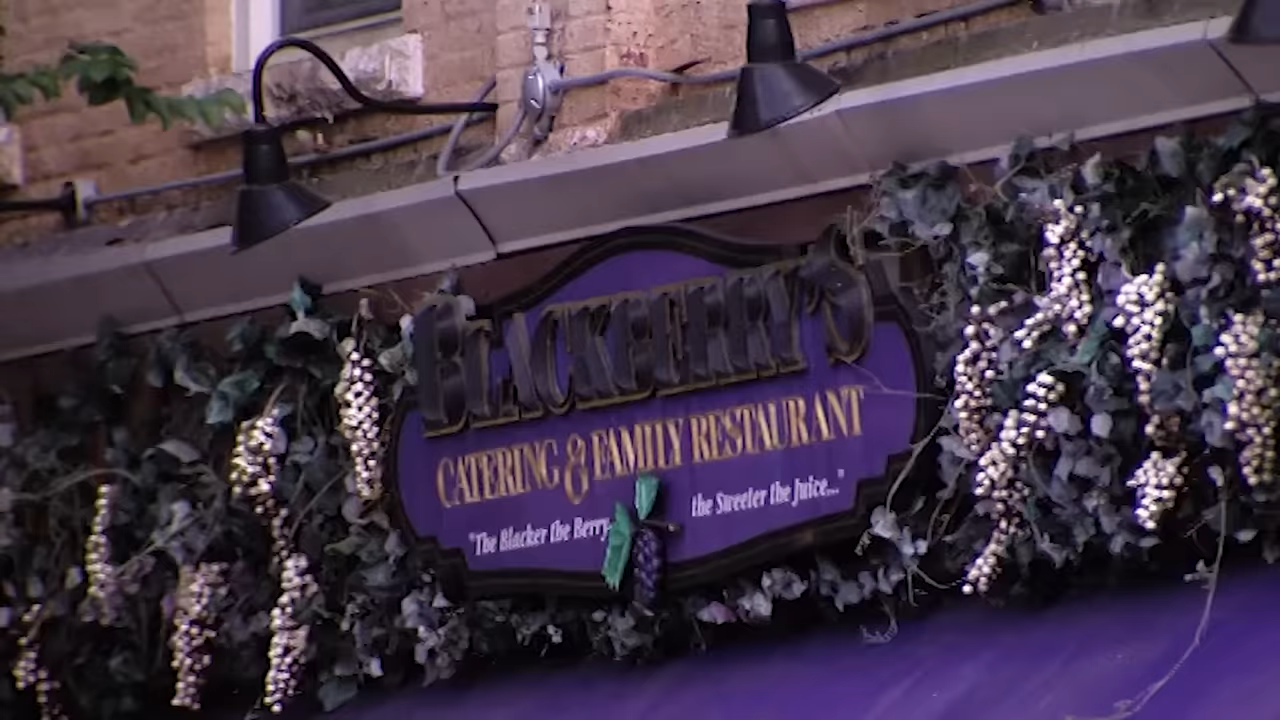 BLACKBERRY'S
CATERING & FAMILY RESTAURANT
"The Blacker the Berry the Sweeter the Juice..."